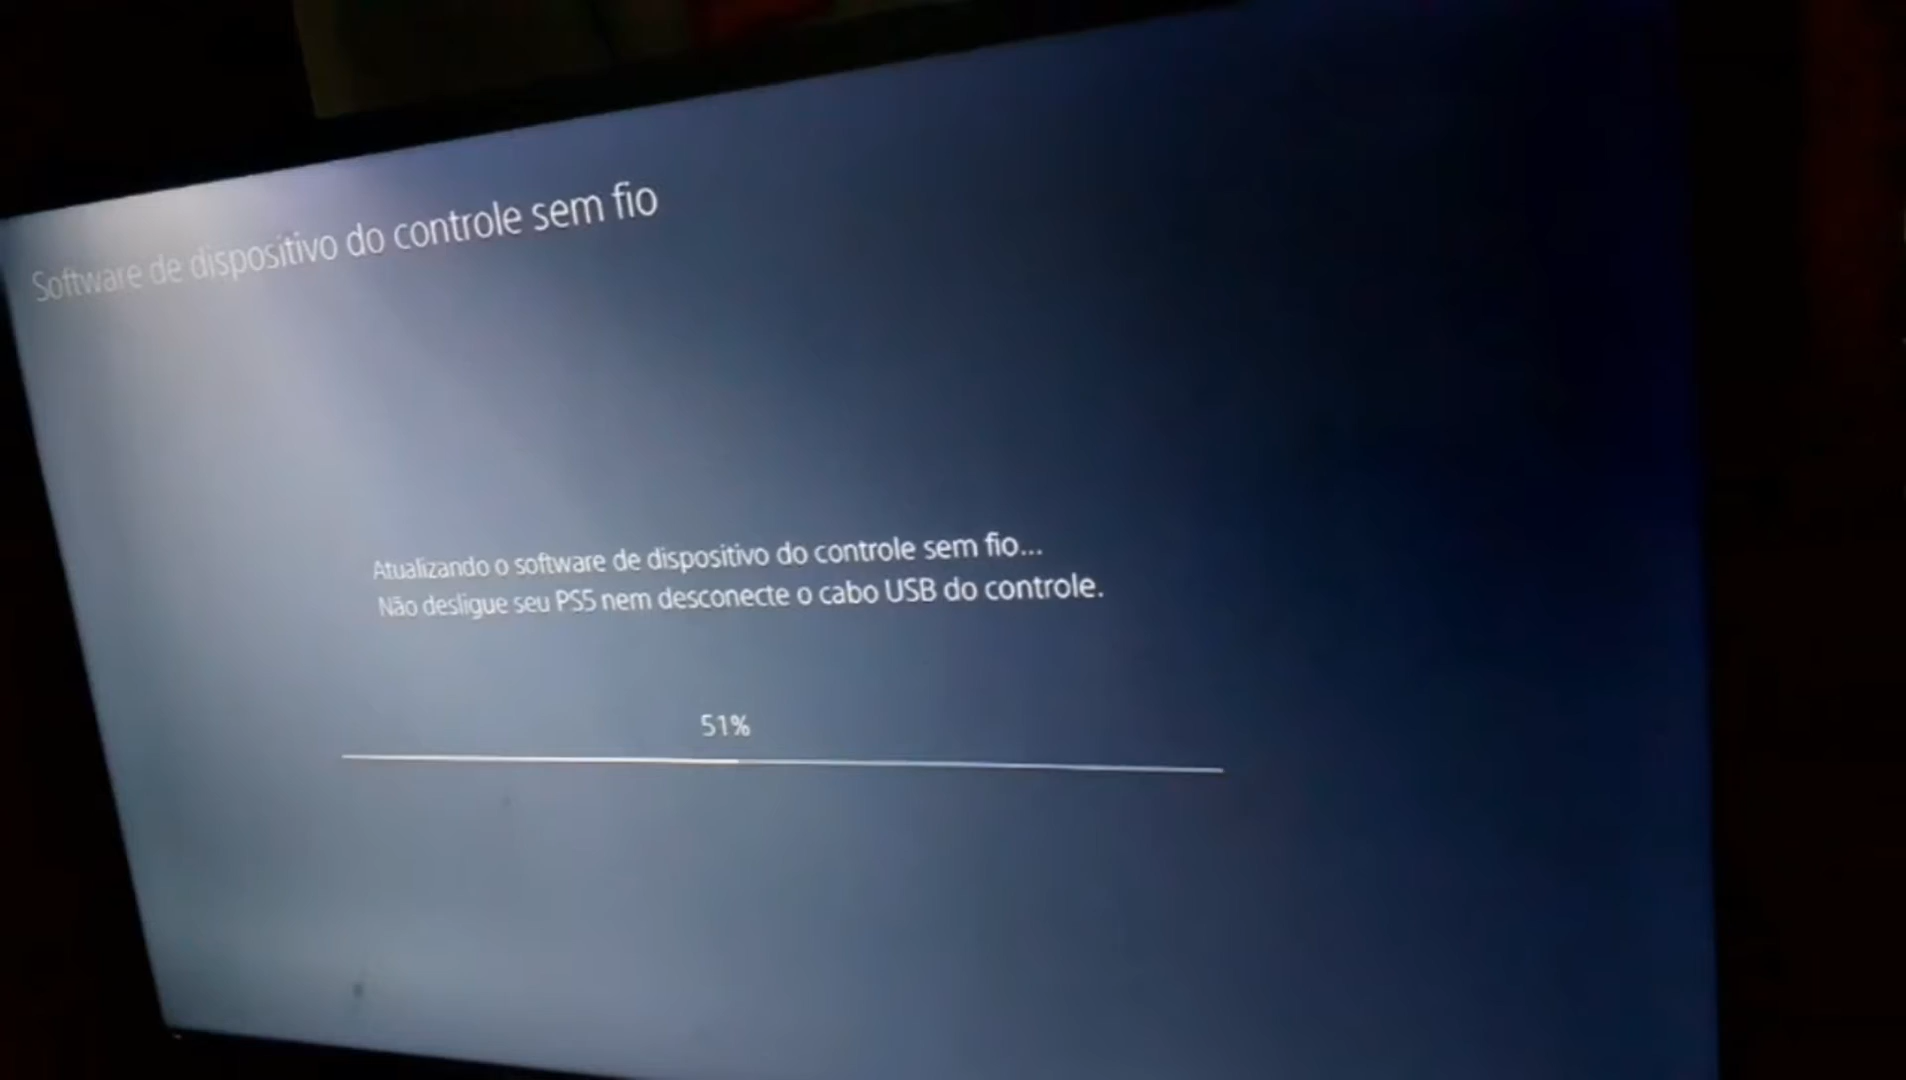 Software de dispositivo do controle sem fio
Atualizando o software de dispositivo do controle sem fio...
Não desligue seu PS5 nem desconecte o cabo USB do controle.
51%